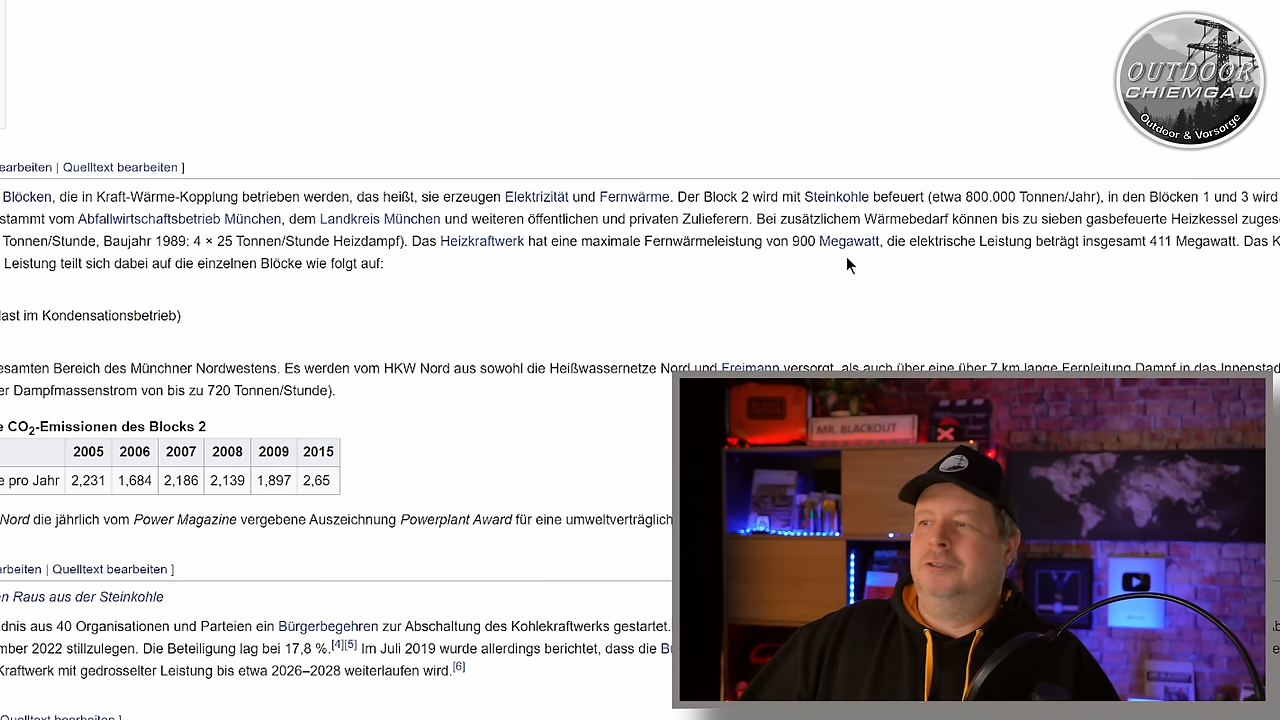 OUTDOOR
CHIEMGAU
Outdoor & Vorsorge
earbeiten | Quelltext bearbeiten ]
Blöcken, die in Kraft-Wärme-Kopplung betrieben werden, das heißt, sie erzeugen Elektrizität und Fernwärme. Der Block 2 wird mit Steinkohle befeuert (etwa 800.000 Tonnen/Jahr), in den Blöcken 1 und 3 wird
stammt vom Abfallwirtschaftsbetrieb München, dem Landkreis München und weiteren öffentlichen und privaten Zulieferern. Bei zusätzlichem Wärmebedarf können bis zu sieben gasbefeuerte Heizkessel zuges
Tonnen/Stunde, Baujahr 1989: 4 × 25 Tonnen/Stunde Heizdampf). Das Heizkraftwerk hat eine maximale Fernwärmeleistung von 900 Megawatt, die elektrische Leistung beträgt insgesamt 411 Megawatt. Das K
Leistung teilt sich dabei auf die einzelnen Blöcke wie folgt auf:
last im Kondensationsbetrieb)
esamten Bereich des Münchner Nordwestens. Es werden vom HKW Nord aus sowohl die Heißwassernetze Nord und Freimann versorgt, als auch über eine über 7 km lange Fernleitung Dampf in das Innenstad
er Dampfmassenstrom von bis zu 720 Tonnen/Stunde).
e CO2-Emissionen des Blocks 2
2005 2006 2007 2008 2009 2015
e pro Jahr 2,231 1,684 2,186 2,139 1,897 2,65
Nord die jährlich vom Power Magazine vergebene Auszeichnung Powerplant Award für eine umweltverträglich
arbeiten | Quelltext bearbeiten ]
en Raus aus der Steinkohle
dnis aus 40 Organisationen und Parteien ein Bürgerbegehren zur Abschaltung des Kohlekraftwerks gestartet.
mber 2022 stillzulegen. Die Beteiligung lag bei 17,8 %.[4][5] Im Juli 2019 wurde allerdings berichtet, dass die B
Kraftwerk mit gedrosselter Leistung bis etwa 2026–2028 weiterlaufen wird.[6]
Quelltext bearbeiten ]
MR. BLACKOUT